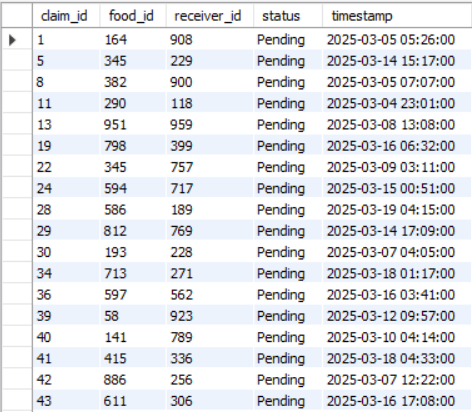 claim_id food_id receiver_id status timestamp
1 164 908 Pending 2025-03-05 05:26:00
5 345 229 Pending 2025-03-14 15:17:00
8 382 900 Pending 2025-03-05 07:07:00
11 290 118 Pending 2025-03-04 23:01:00
13 951 959 Pending 2025-03-08 13:08:00
19 798 399 Pending 2025-03-16 06:32:00
22 345 757 Pending 2025-03-09 03:11:00
24 594 717 Pending 2025-03-15 00:51:00
28 586 189 Pending 2025-03-19 04:15:00
29 812 769 Pending 2025-03-14 17:09:00
30 193 228 Pending 2025-03-07 04:05:00
34 713 271 Pending 2025-03-18 01:17:00
36 597 562 Pending 2025-03-16 03:41:00
39 58 923 Pending 2025-03-12 09:57:00
40 141 789 Pending 2025-03-10 04:14:00
41 415 336 Pending 2025-03-18 04:33:00
42 886 256 Pending 2025-03-07 12:22:00
43 611 306 Pending 2025-03-16 17:08:00